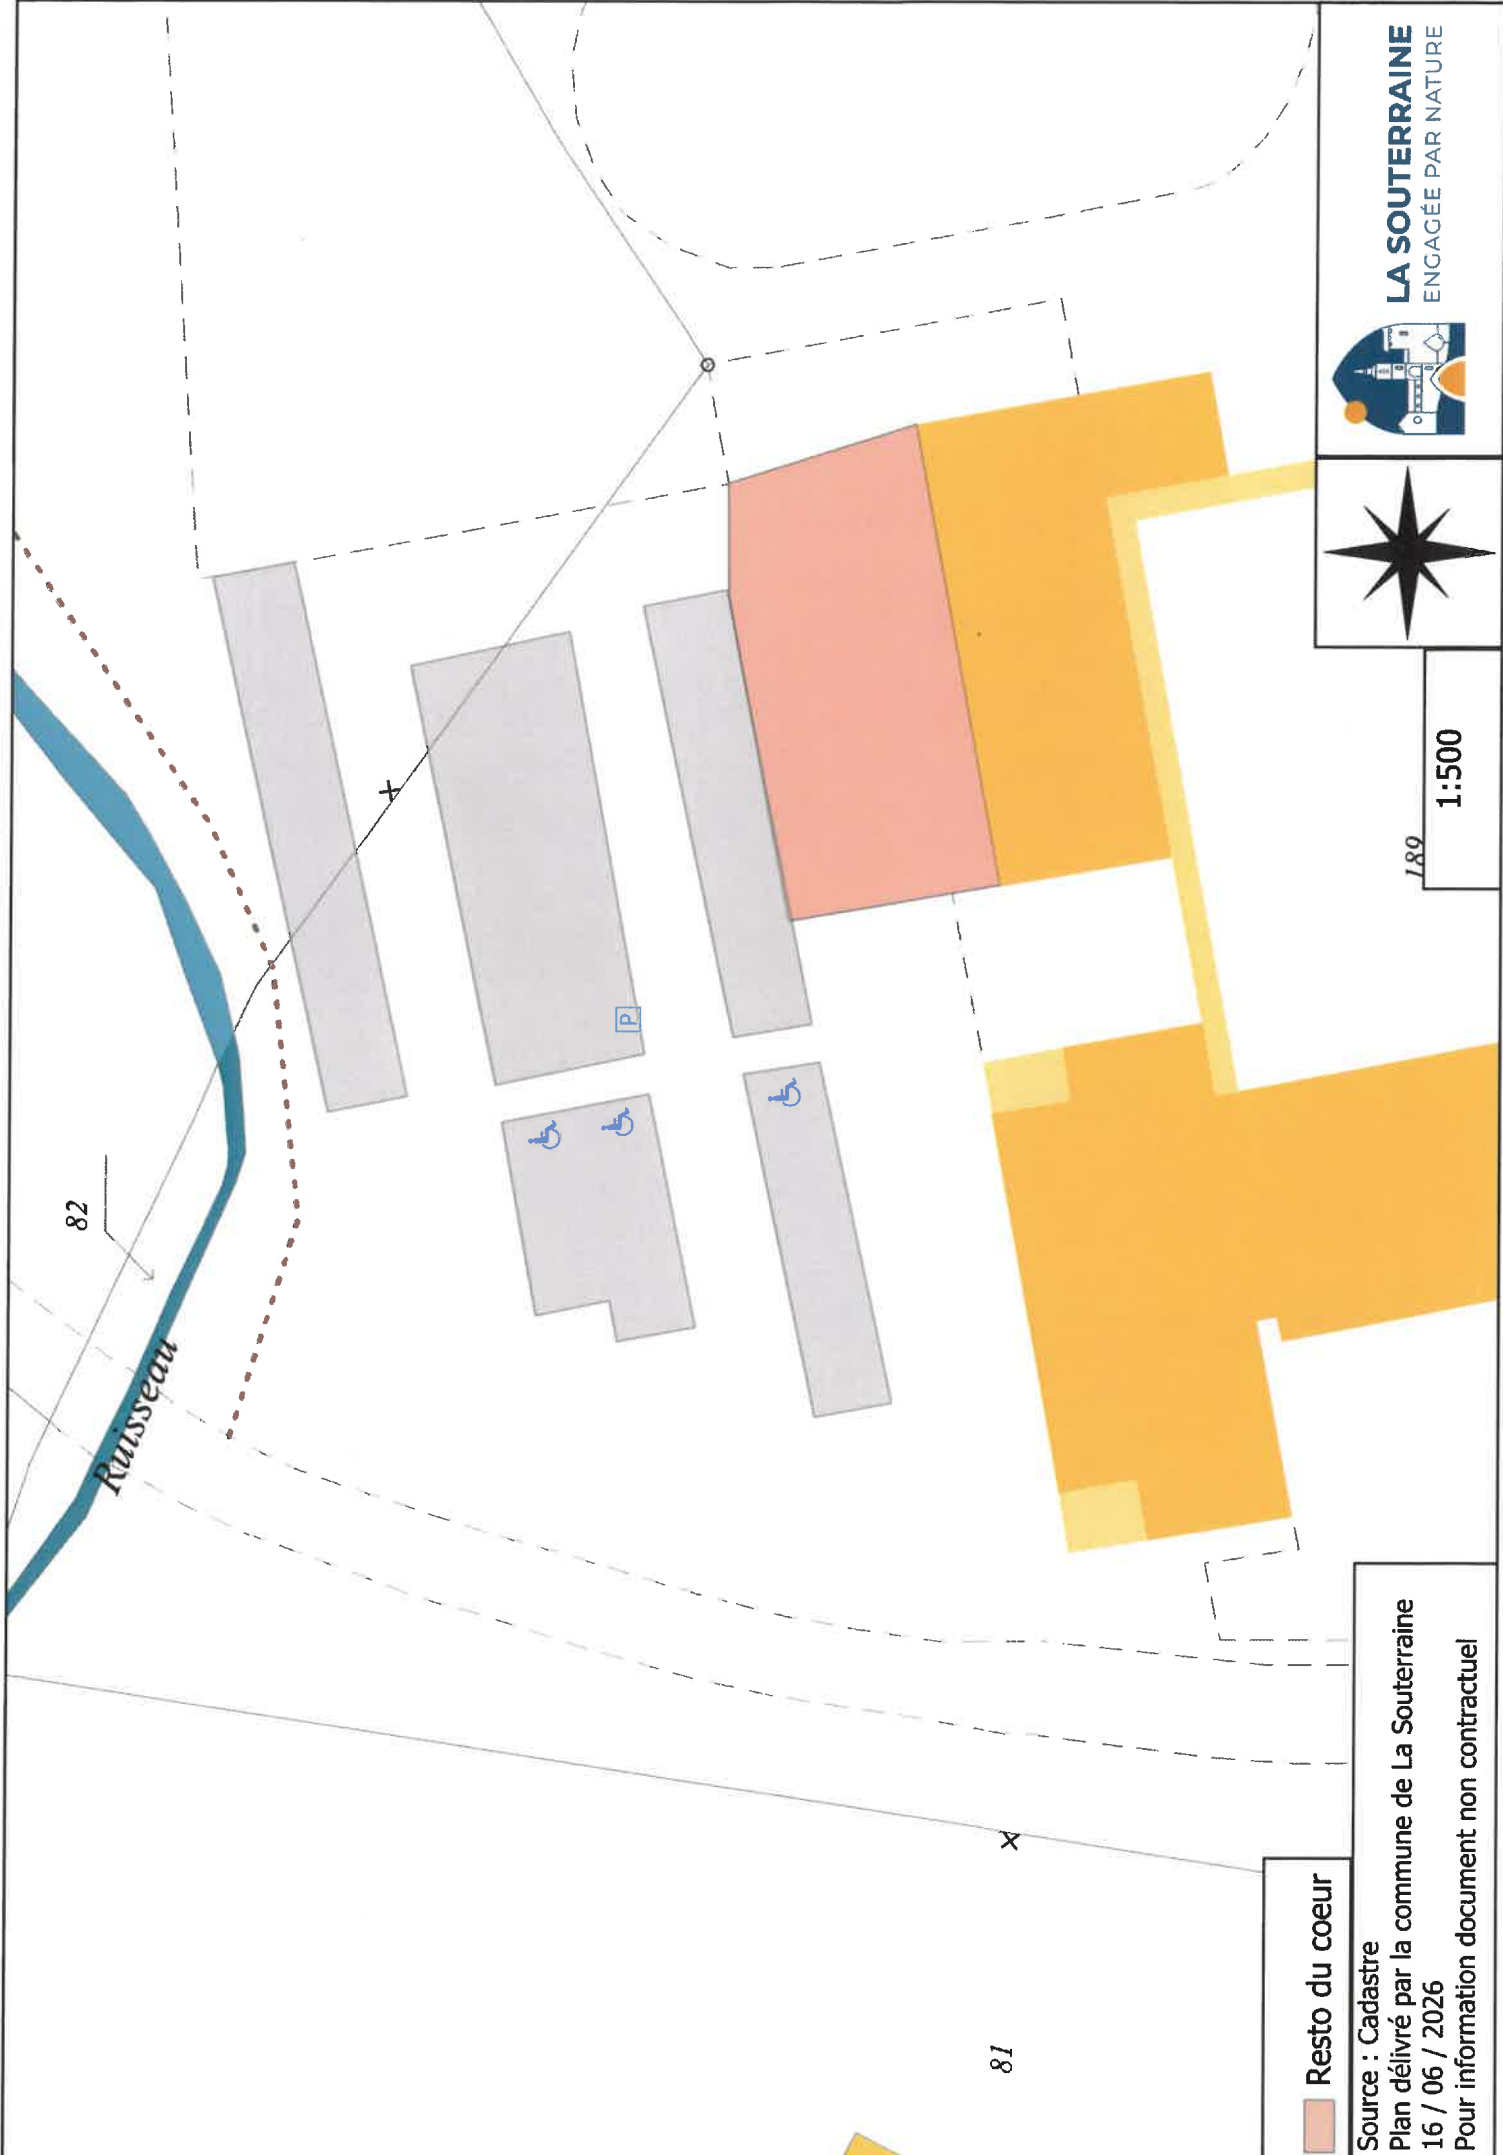 82
Ruisseau
P
81
189
Resto du coeur
Source : Cadastre
Plan délivré par la commune de La Souterraine
16 / 06 / 2026
Pour information document non contractuel
1:500
LA SOUTERRAINE
ENGAGÉE PAR NATURE